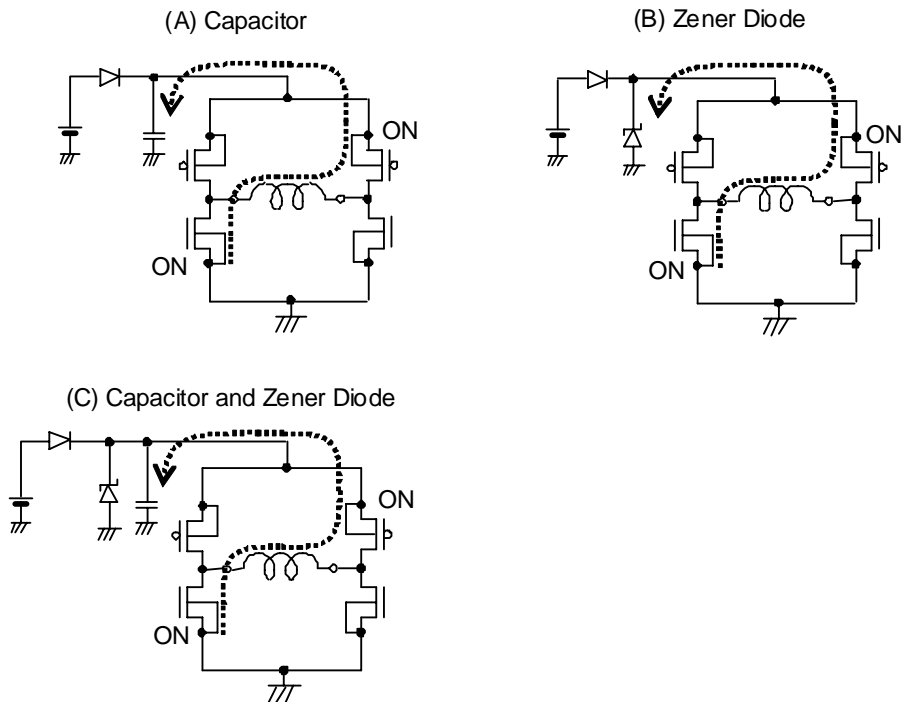 (A) Capacitor
(B) Zener Diode
ON
ON
ON
ON
(C) Capacitor and Zener Diode
ON
ON